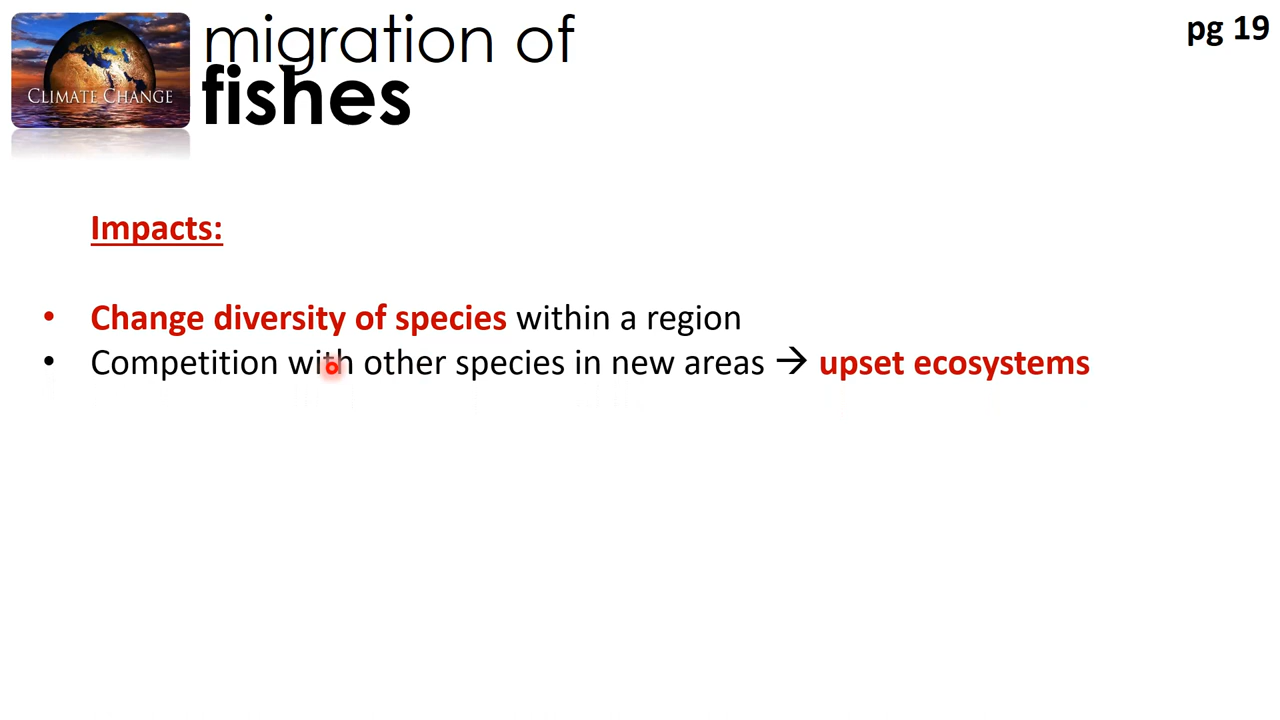 migration of
fishes
pg 19
CLIMATE CHANGE
Impacts:
• Change diversity of species within a region
• Competition with other species in new areas → upset ecosystems